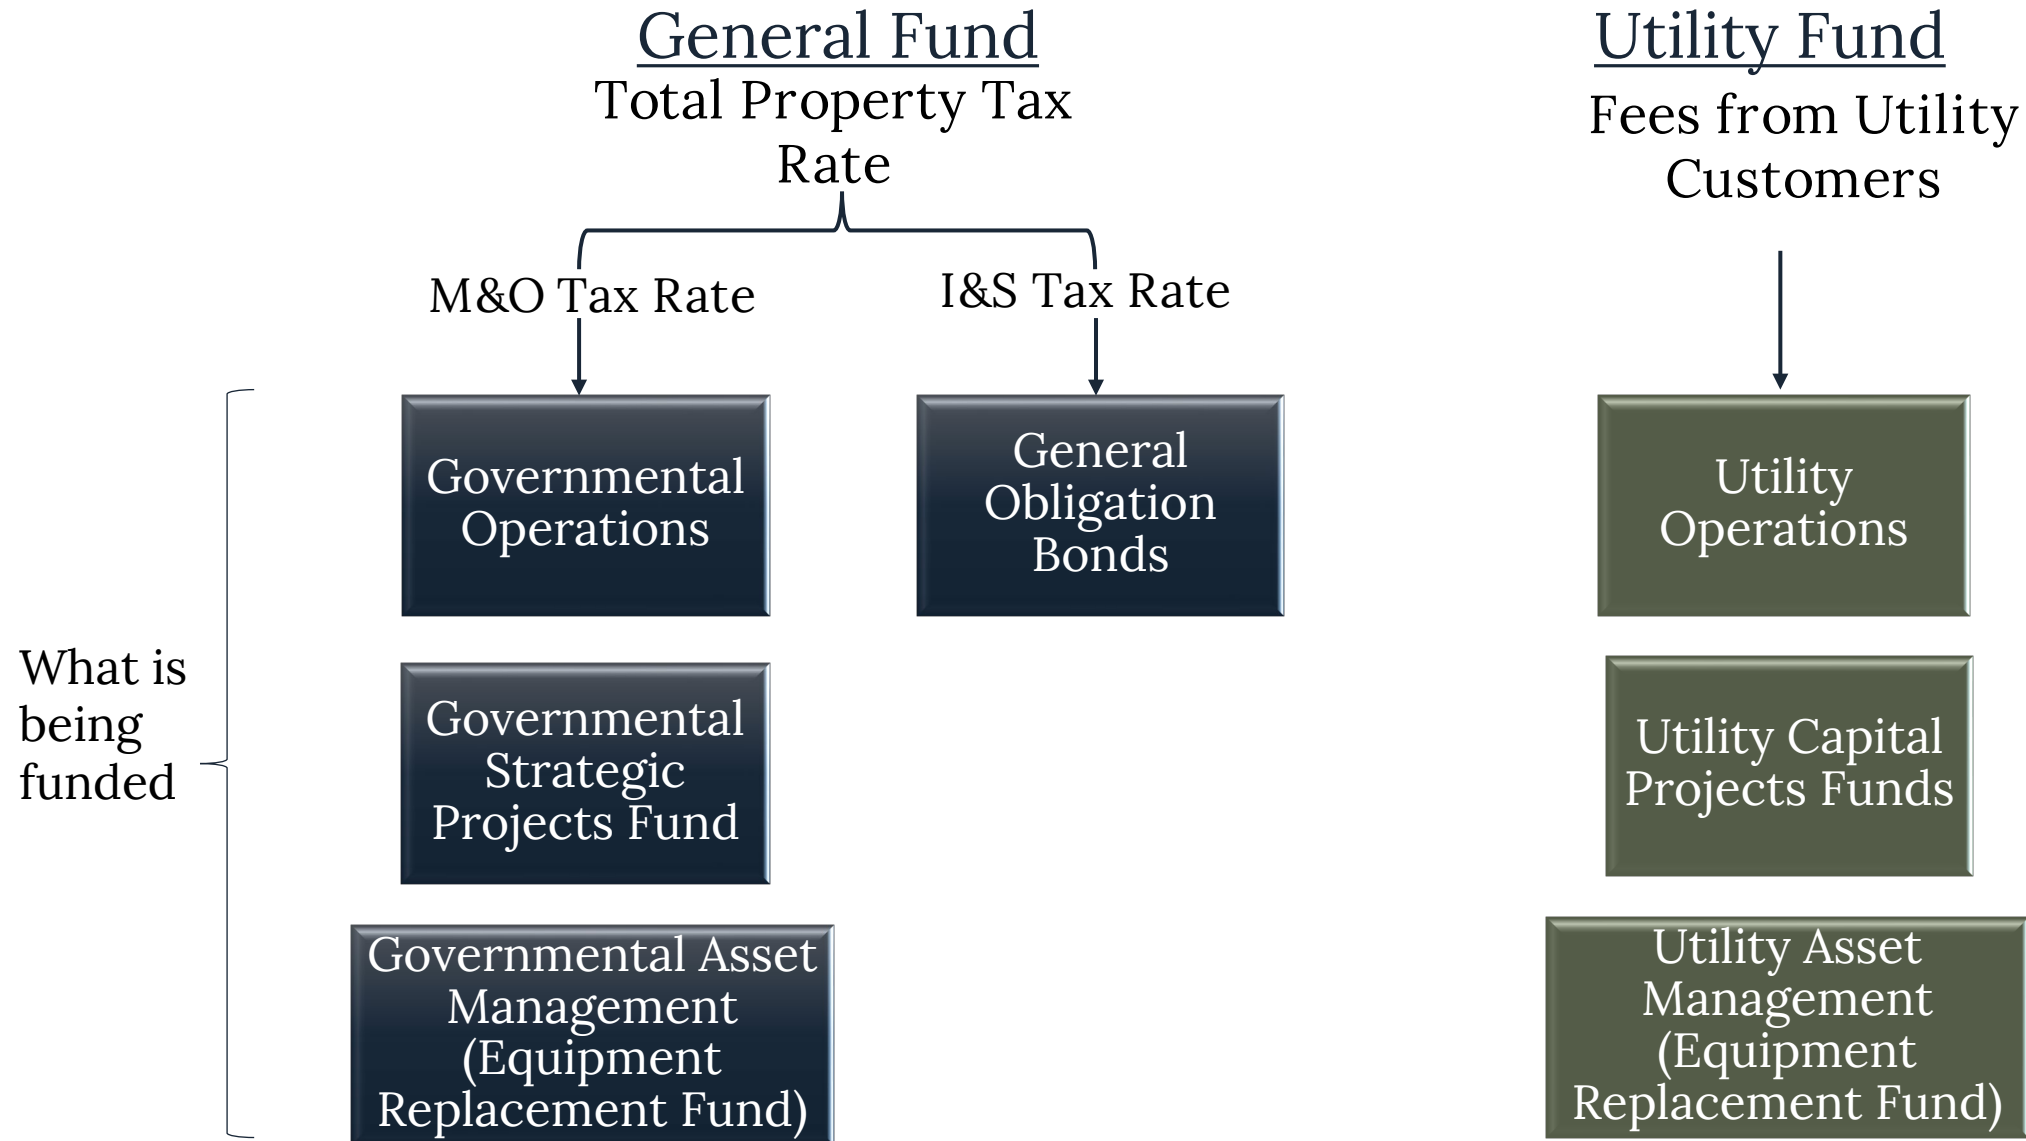 General Fund
Total Property Tax
Rate
Utility Fund
Fees from Utility
Customers
M&O Tax Rate
I&S Tax Rate
What is
being
funded
Governmental
Operations
General
Obligation
Bonds
Utility
Operations
Governmental
Strategic
Projects Fund
Utility Capital
Projects Funds
Governmental Asset
Management
(Equipment
Replacement Fund)
Utility Asset
Management
(Equipment
Replacement Fund)